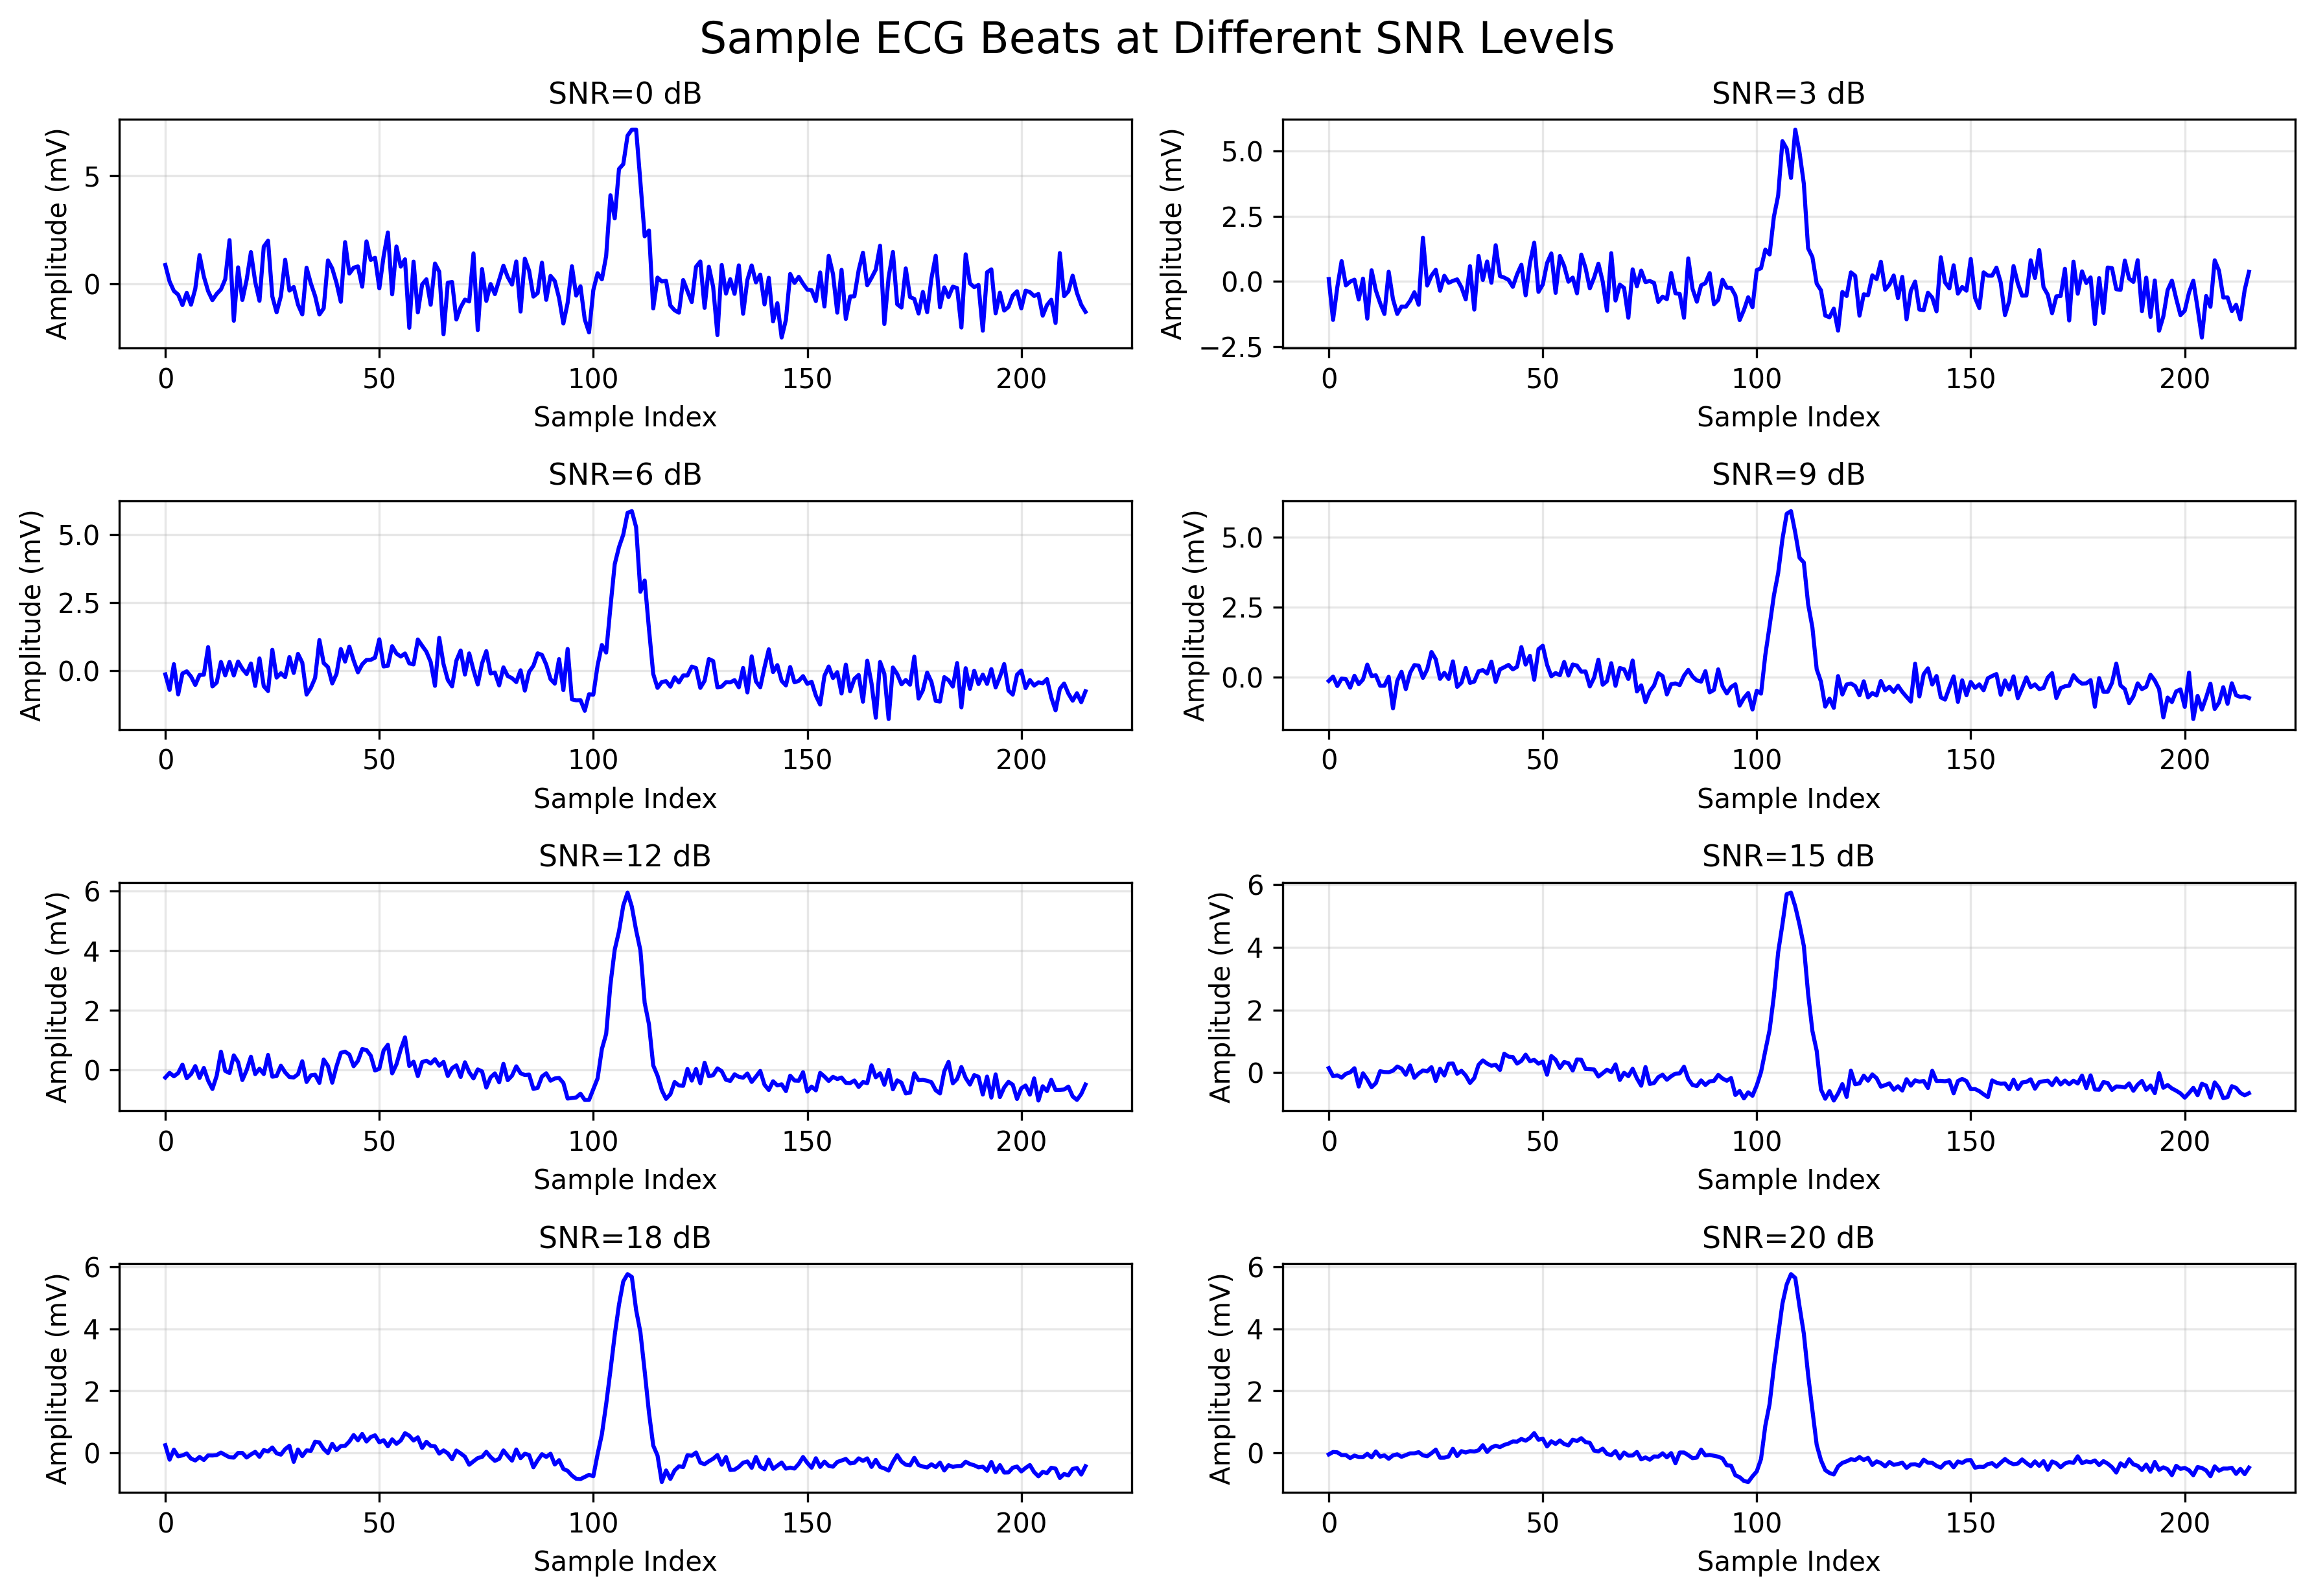 Sample ECG Beats at Different SNR Levels
SNR=0 dB
Amplitude (mV)
5
0
0 50 100 150 200
Sample Index
SNR=3 dB
Amplitude (mV)
5.0
2.5
0.0
−2.5
0 50 100 150 200
Sample Index
SNR=6 dB
Amplitude (mV)
5.0
2.5
0.0
0 50 100 150 200
Sample Index
SNR=9 dB
Amplitude (mV)
5.0
2.5
0.0
0 50 100 150 200
Sample Index
SNR=12 dB
Amplitude (mV)
6
4
2
0
0 50 100 150 200
Sample Index
SNR=15 dB
Amplitude (mV)
6
4
2
0
0 50 100 150 200
Sample Index
SNR=18 dB
Amplitude (mV)
6
4
2
0
0 50 100 150 200
Sample Index
SNR=20 dB
Amplitude (mV)
6
4
2
0
0 50 100 150 200
Sample Index